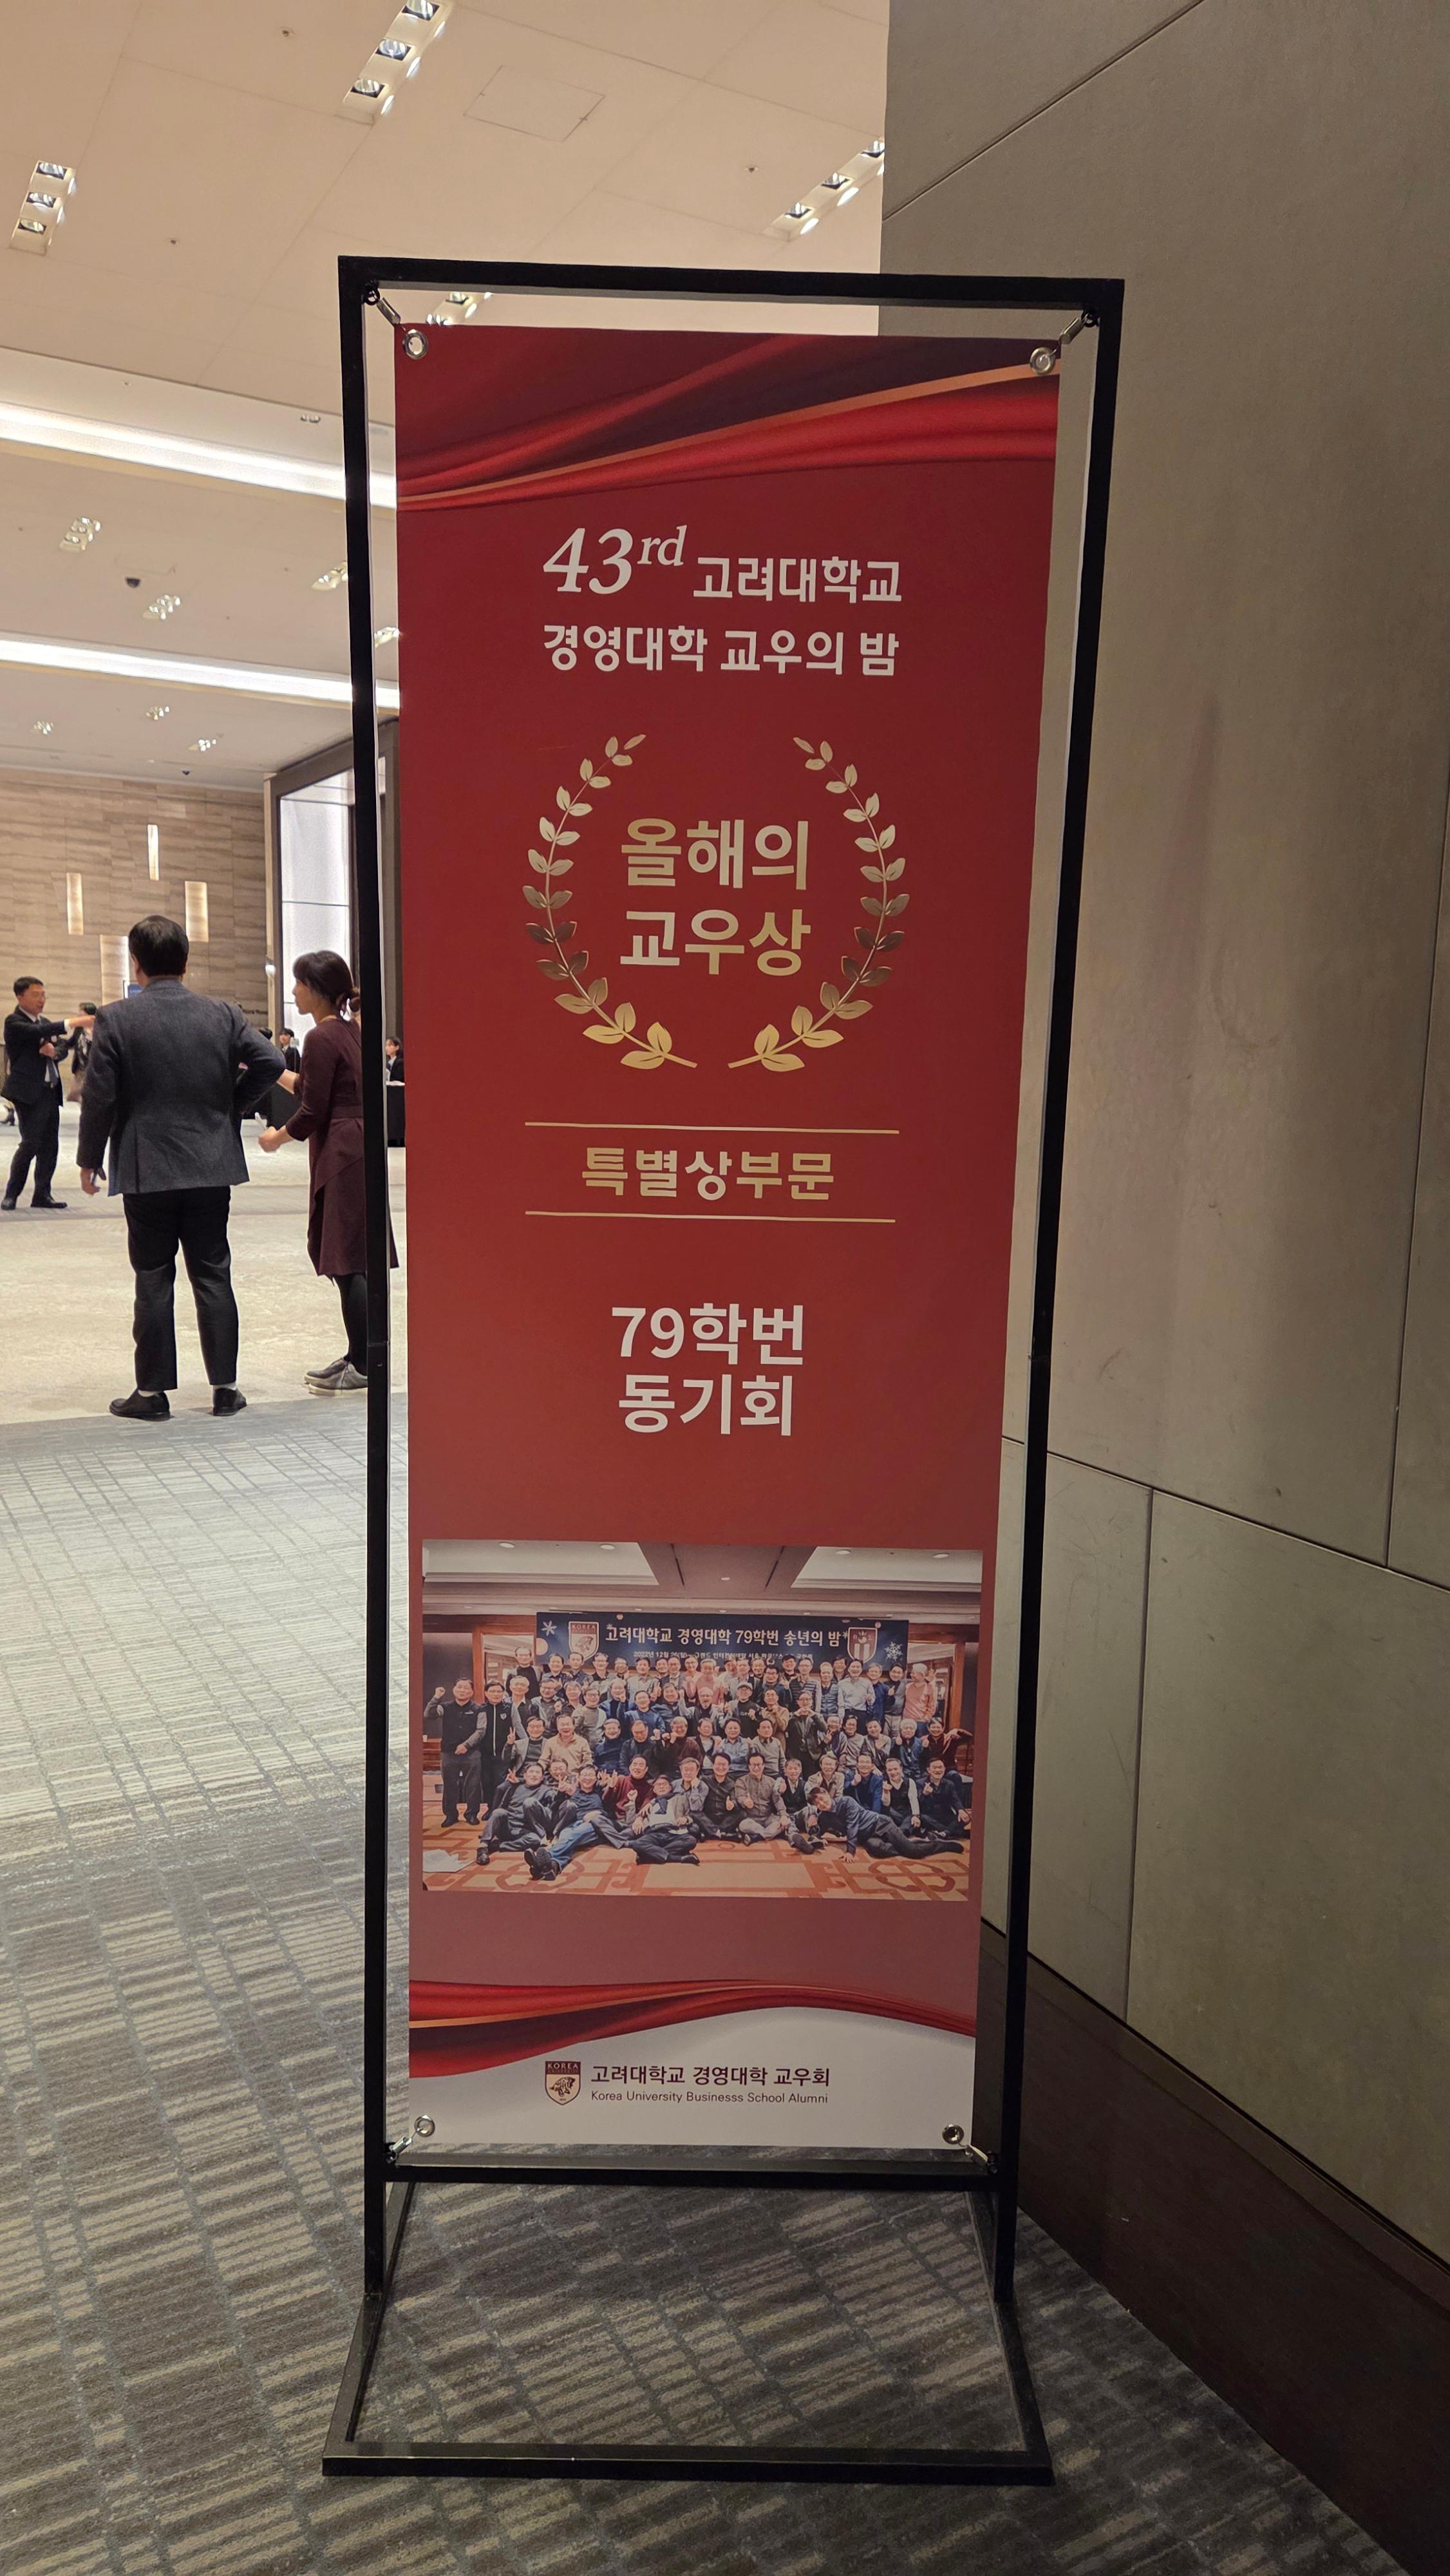 43rd 고려대학교
경영대학 교우의 밤
올해의
교우상
특별상부문
79학번
동기회
고려대학교 경영대학 79학번 송년의 밤
KOREA
고려대학교 경영대학 교우회
Korea University Businesss School Alumni